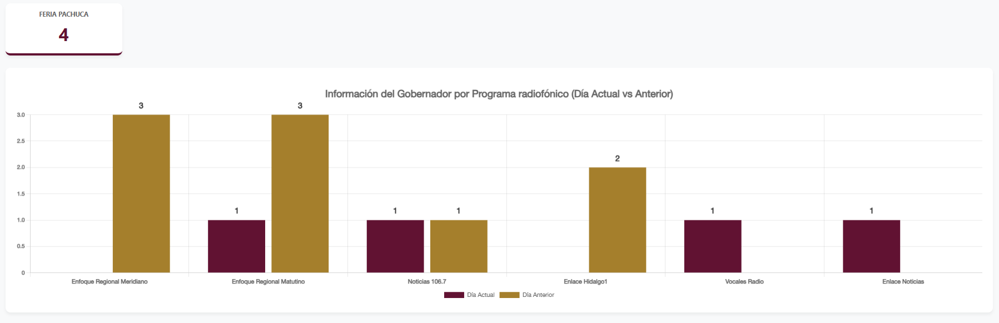 FERIA PACHUCA
4
Información del Gobernador por Programa radiofónico (Día Actual vs Anterior)
3 3
3.0
2.5
2 
2.0
1.5
1 1 1 1 1
1.0
0.5
0
Enfoque Regional Meridiano Enfoque Regional Matutino Noticias 106.7 Enlace Hidalgo1 Vocales Radio Enlace Noticias
Día Actual Día Anterior